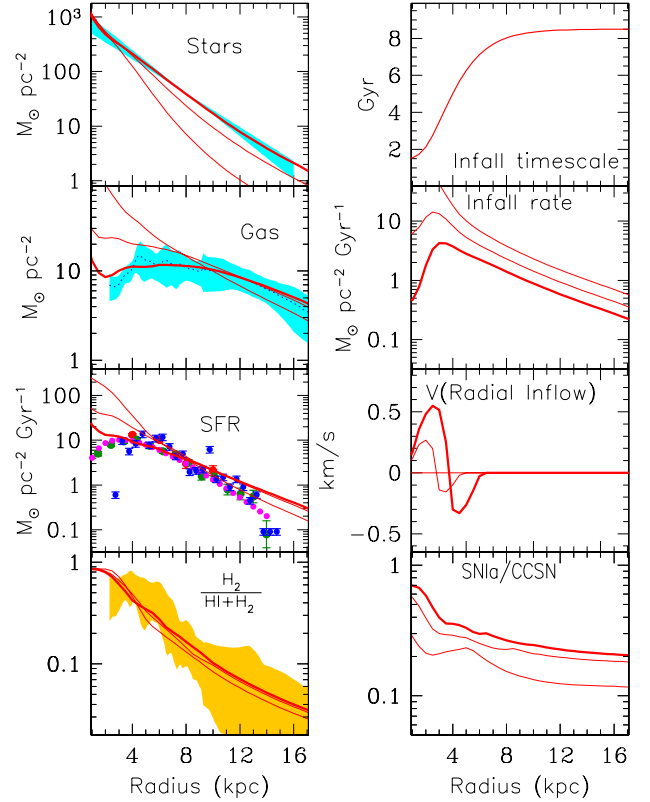 10³
100
10
1
M⊙ pc⁻²
Stars
8
6
4
2
Gyr
Infall timescale
100
10
1
M⊙ pc⁻²
Gas
10
1
0.1
M⊙ pc⁻² Gyr⁻¹
Infall rate
100
10
1
0.1
M⊙ pc⁻² Gyr⁻¹
SFR
0.5
0
−0.5
km/s
V(Radial Inflow)
1
0.1
H₂
HI+H₂
4 8 12 16
Radius (kpc)
1
0.1
SNIa/CCSN
4 8 12 16
Radius (kpc)